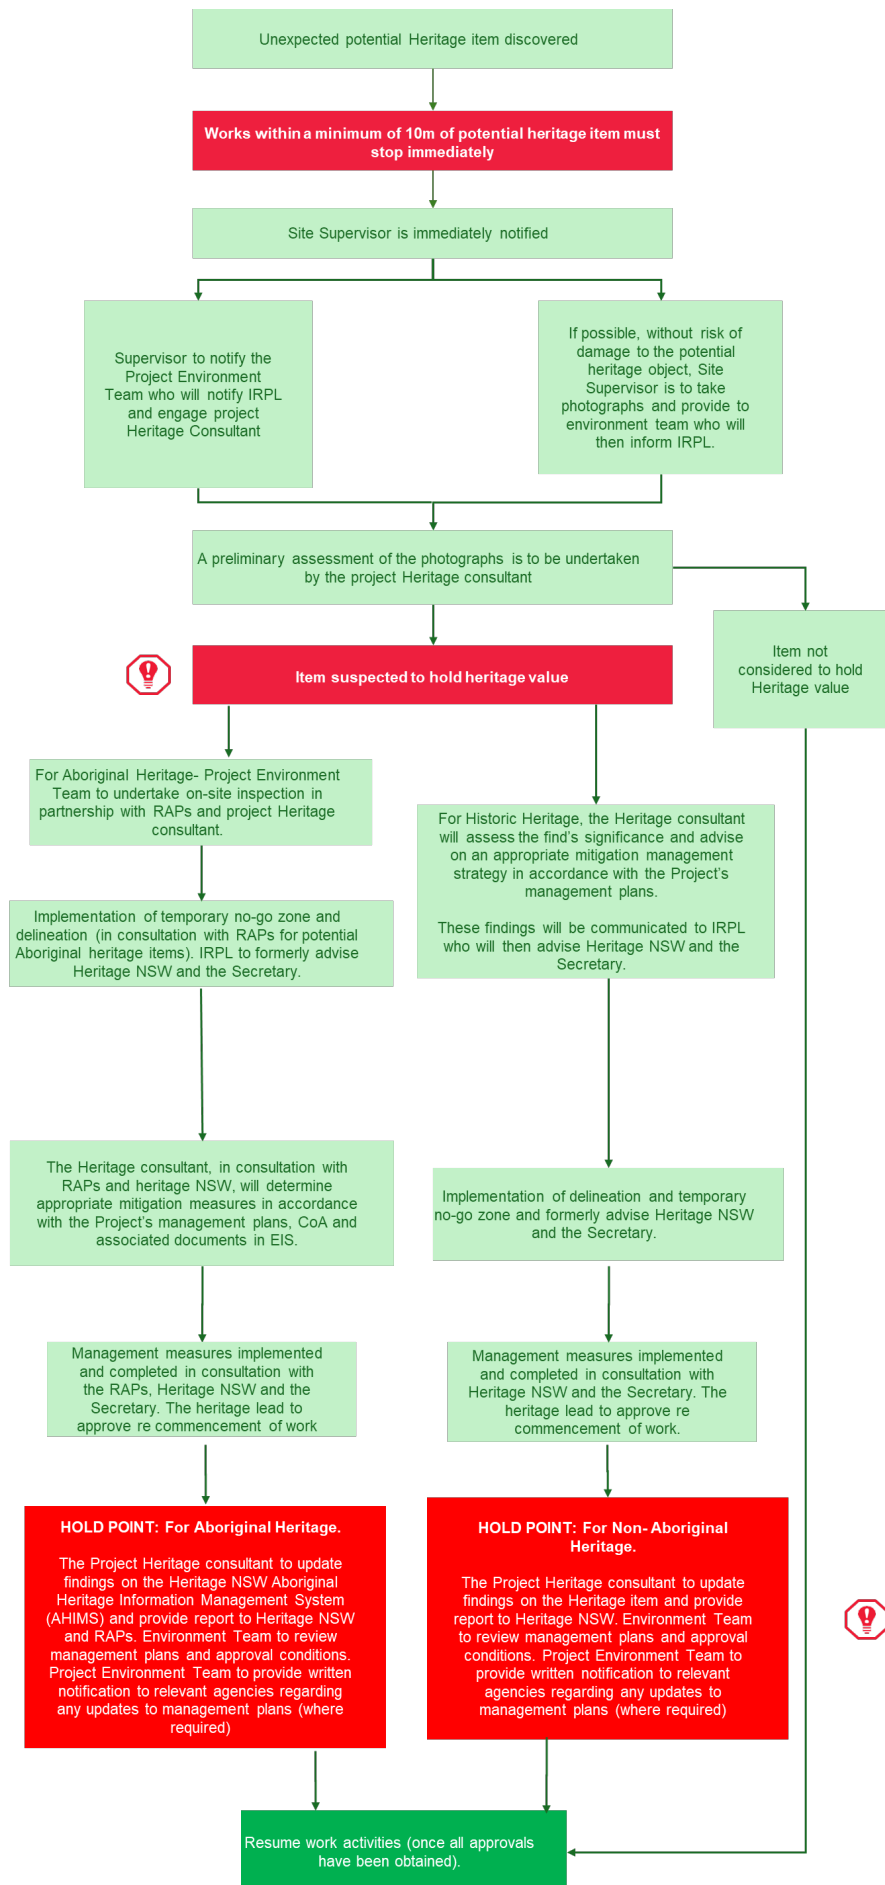 Unexpected potential Heritage item discovered
Works within a minimum of 10m of potential heritage item must
stop immediately
Site Supervisor is immediately notified
Supervisor to notify the
Project Environment
Team who will notify IRPL
and engage project
Heritage Consultant
If possible, without risk of
damage to the potential
heritage object, Site
Supervisor is to take
photographs and provide to
environment team who will
then inform IRPL.
A preliminary assessment of the photographs is to be undertaken
by the project Heritage consultant
Item not
considered to hold
Heritage value
Item suspected to hold heritage value
For Aboriginal Heritage- Project Environment
Team to undertake on-site inspection in
partnership with RAPs and project Heritage
consultant.
For Historic Heritage, the Heritage consultant
will assess the find's significance and advise
on an appropriate mitigation management
strategy in accordance with the Project's
management plans.
These findings will be communicated to IRPL
who will then advise Heritage NSW and the
Secretary.
Implementation of temporary no-go zone and
delineation (in consultation with RAPs for potential
Aboriginal heritage items). IRPL to formerly advise
Heritage NSW and the Secretary.
The Heritage consultant, in consultation with
RAPs and heritage NSW, will determine
appropriate mitigation measures in accordance
with the Project's management plans, CoA and
associated documents in EIS.
Implementation of delineation and temporary
no-go zone and formerly advise Heritage NSW
and the Secretary.
Management measures implemented
and completed in consultation with
the RAPs, Heritage NSW and the
Secretary. The heritage lead to
approve re commencement of work
Management measures implemented
and completed in consultation with
Heritage NSW and the Secretary. The
heritage lead to approve re
commencement of work.
HOLD POINT: For Aboriginal Heritage.
The Project Heritage consultant to update
findings on the Heritage NSW Aboriginal
Heritage Information Management System
(AHIMS) and provide report to Heritage NSW
and RAPs. Environment Team to review
management plans and approval conditions.
Project Environment Team to provide written
notification to relevant agencies regarding
any updates to management plans (where
required)
HOLD POINT: For Non- Aboriginal
Heritage.
The Project Heritage consultant to update
findings on the Heritage item and provide
report to Heritage NSW. Environment Team
to review management plans and approval
conditions. Project Environment Team to
provide written notification to relevant
agencies regarding any updates to
management plans (where required)
Resume work activities (once all approvals
have been obtained).